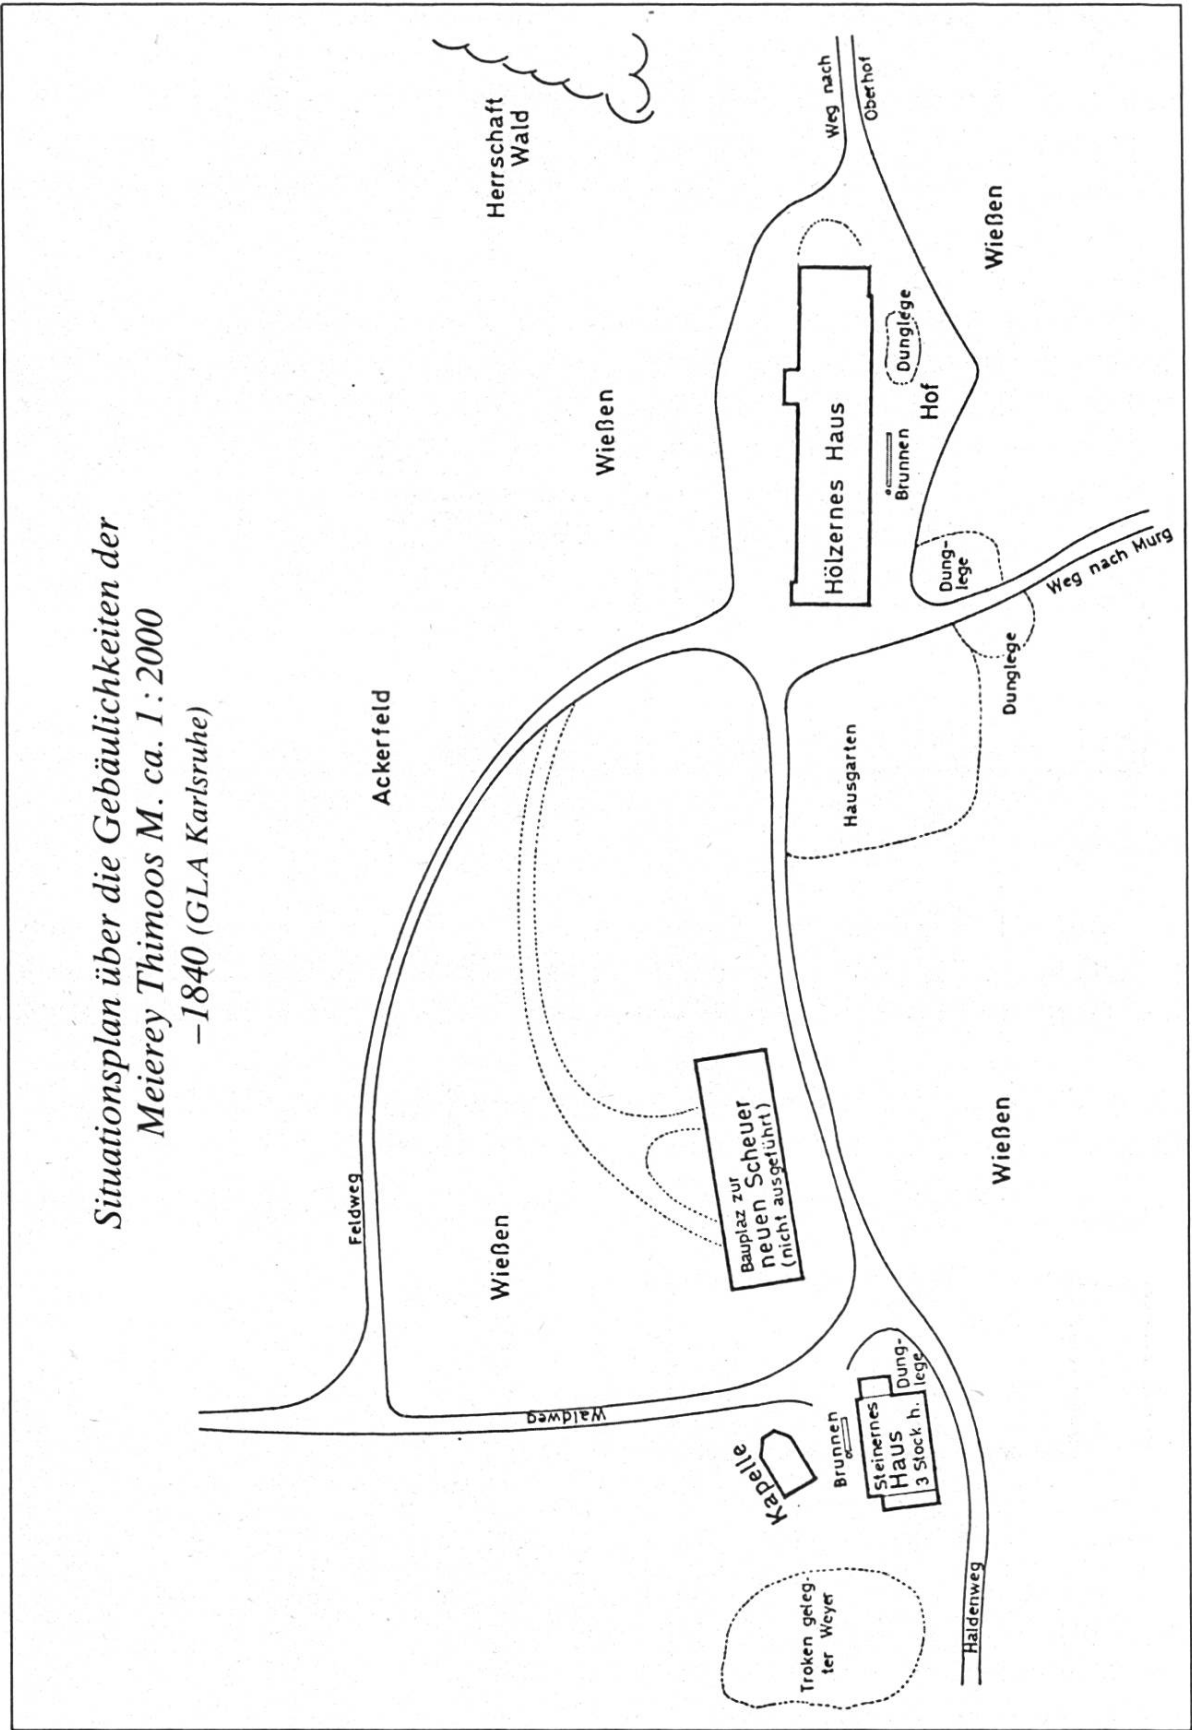 Situationsplan über die Gebäulichkeiten der
Meierey Thimoos M. ca. 1 : 2000
–1840 (GLA Karlsruhe)
Herrschaft
Wald
Ackerfeld
Feldweg
Wießen
Wießen
Weg nach
Oberhof
Wießen
Hölzernes Haus
Dunglege
Brunnen
Hof
Dung-
lege
Weg nach Murg
Dunglege
Hausgarten
Bauplaz zur
neuen Scheuer
(nicht ausgeführt)
Wießen
Waldweg
Kapelle
Brunnen
Steinernes
Haus
3 Stock h.
Dung-
lege
Troken geleg-
ter Weyer
Haldenweg